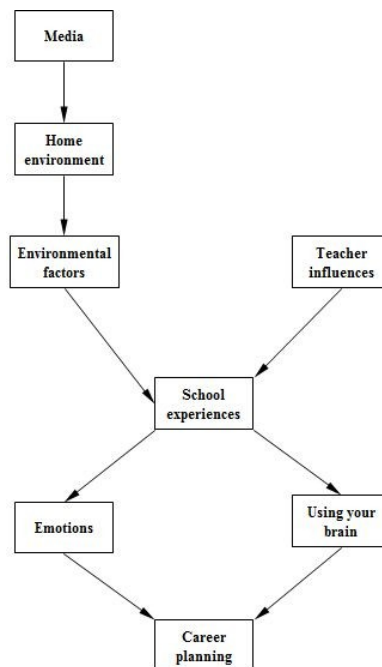 Media
Home
environment
Environmental
factors
Teacher
influences
School
experiences
Emotions
Using your
brain
Career
planning